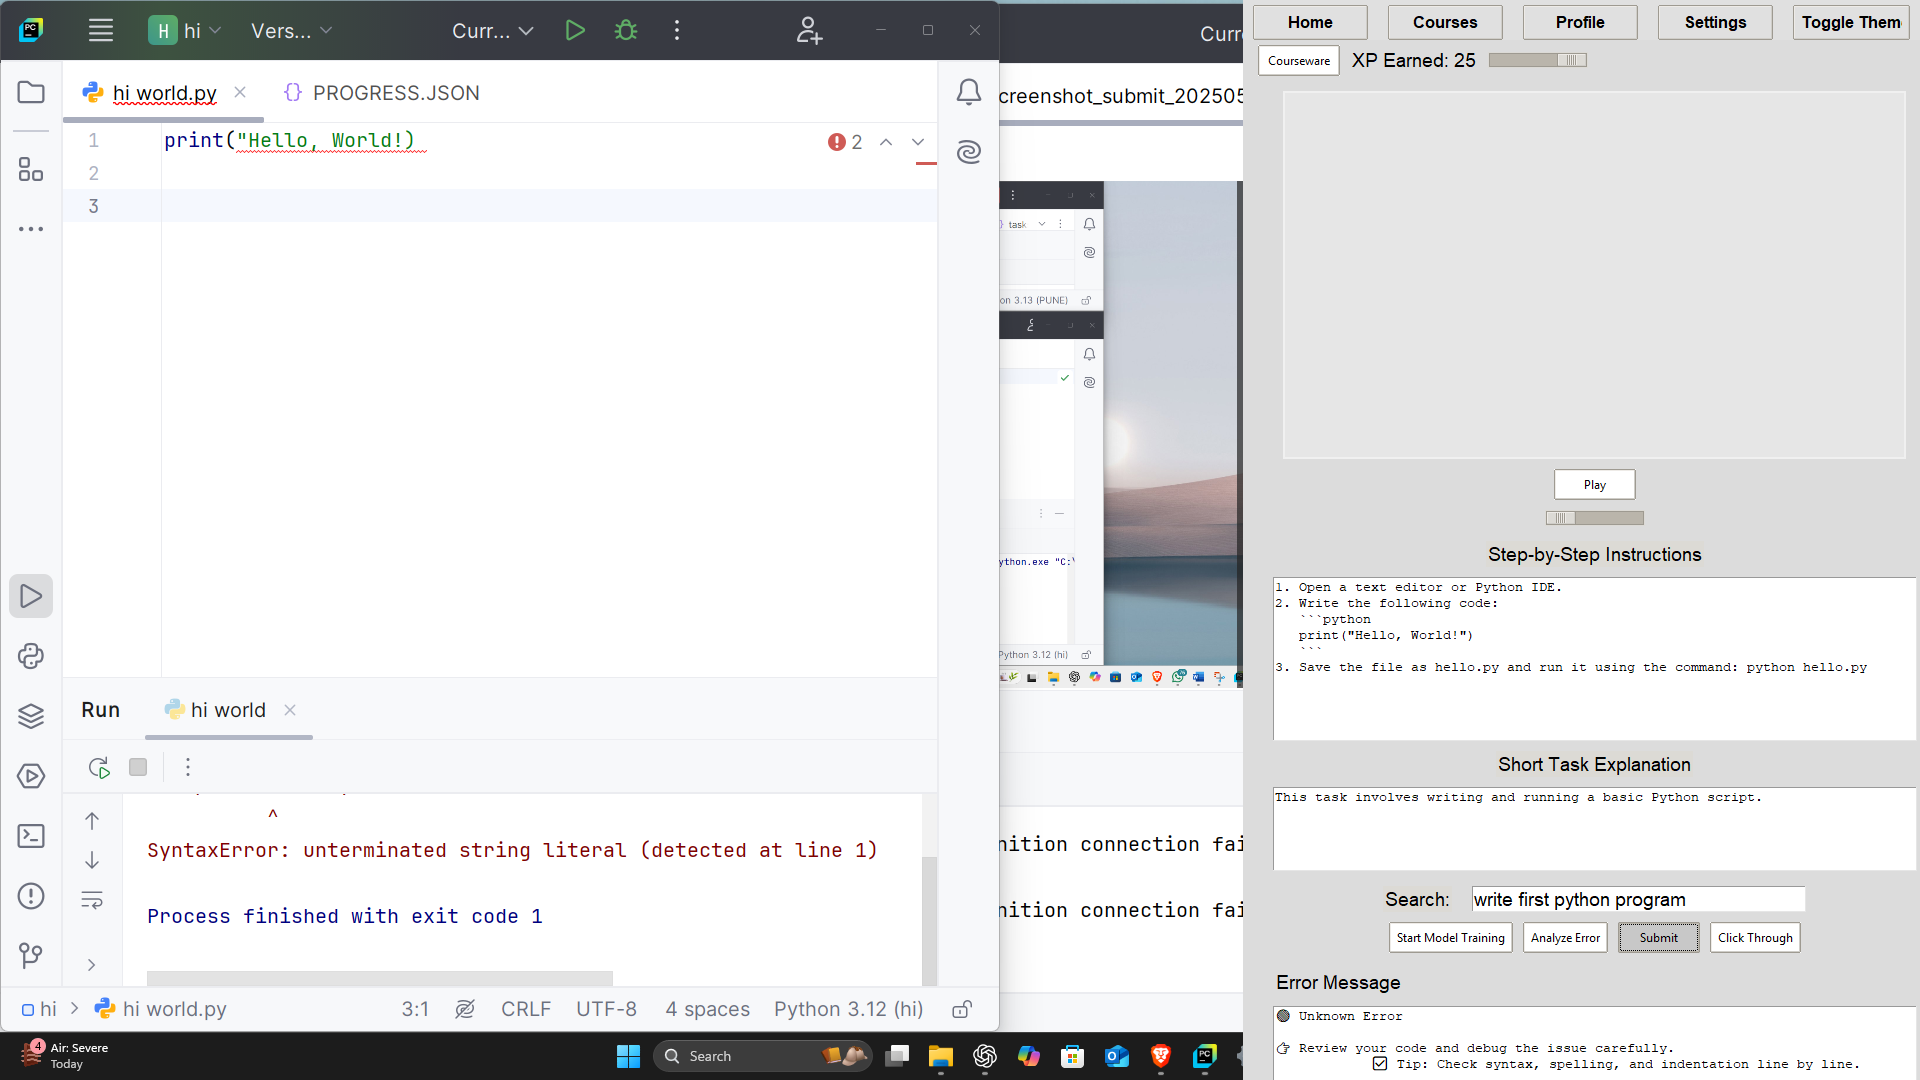 PC
H hi
Vers...
Curr...
hi world.py
PROGRESS.JSON
1 print("Hello, World!)
2
2
3
Run
hi world
^
SyntaxError: unterminated string literal (detected at line 1)
Process finished with exit code 1
hi > hi world.py
3:1
CRLF
UTF-8
4 spaces
Python 3.12 (hi)
Curre
creenshot_submit_202505
task
on 3.13 (PUNE)
ython.exe "C:\
Python 3.12 (hi)
nition connection fai
nition connection fai
Home
Courses
Profile
Settings
Toggle Them
Courseware
XP Earned: 25
Play
Step-by-Step Instructions
1. Open a text editor or Python IDE.
2. Write the following code:
```python
print("Hello, World!")
```
3. Save the file as hello.py and run it using the command: python hello.py
Short Task Explanation
This task involves writing and running a basic Python script.
Search: write first python program
Start Model Training
Analyze Error
Submit
Click Through
Error Message
Unknown Error
Review your code and debug the issue carefully.
Tip: Check syntax, spelling, and indentation line by line.
4
Air: Severe
Today
Search
PC